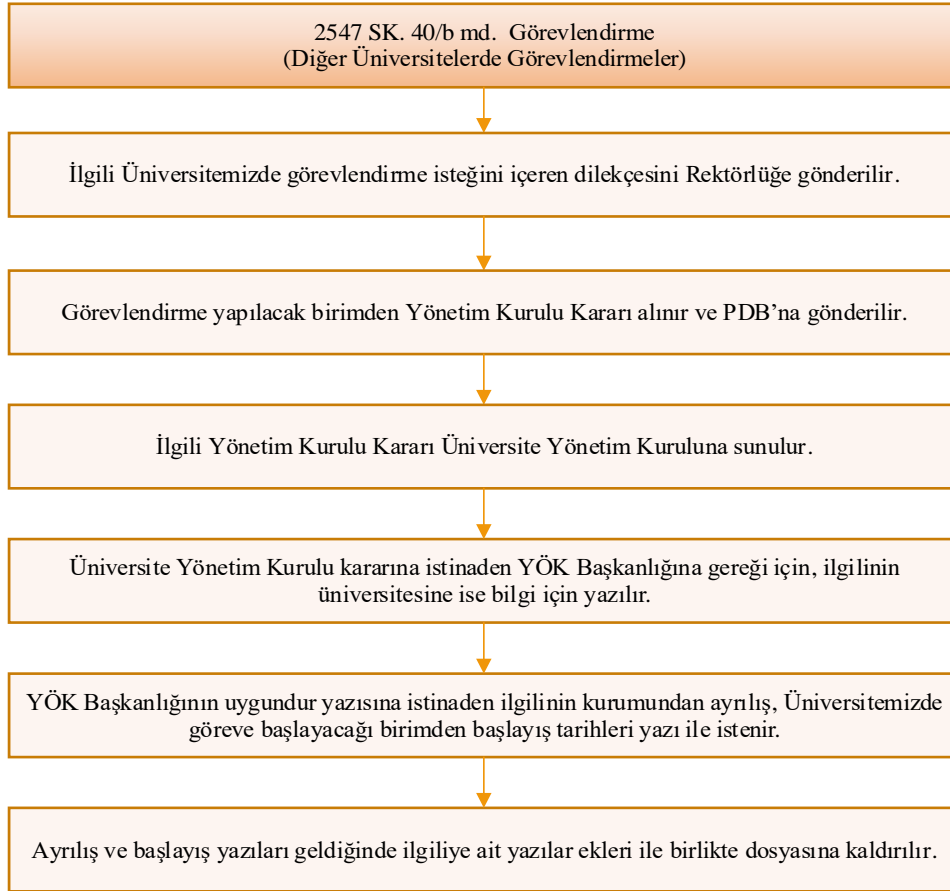 2547 SK. 40/b md.  Görevlendirme
(Diğer Üniversitelerde Görevlendirmeler)
İlgili Üniversitemizde görevlendirme isteğini içeren dilekçesini Rektörlüğe gönderilir.
Görevlendirme yapılacak birimden Yönetim Kurulu Kararı alınır ve PDB’na gönderilir.
İlgili Yönetim Kurulu Kararı Üniversite Yönetim Kuruluna sunulur.
Üniversite Yönetim Kurulu kararına istinaden YÖK Başkanlığına gereği için, ilgilinin
üniversitesine ise bilgi için yazılır.
YÖK Başkanlığının uygundur yazısına istinaden ilgilinin kurumundan ayrılış, Üniversitemizde
göreve başlayacağı birimden başlayış tarihleri yazı ile istenir.
Ayrılış ve başlayış yazıları geldiğinde ilgiliye ait yazılar ekleri ile birlikte dosyasına kaldırılır.